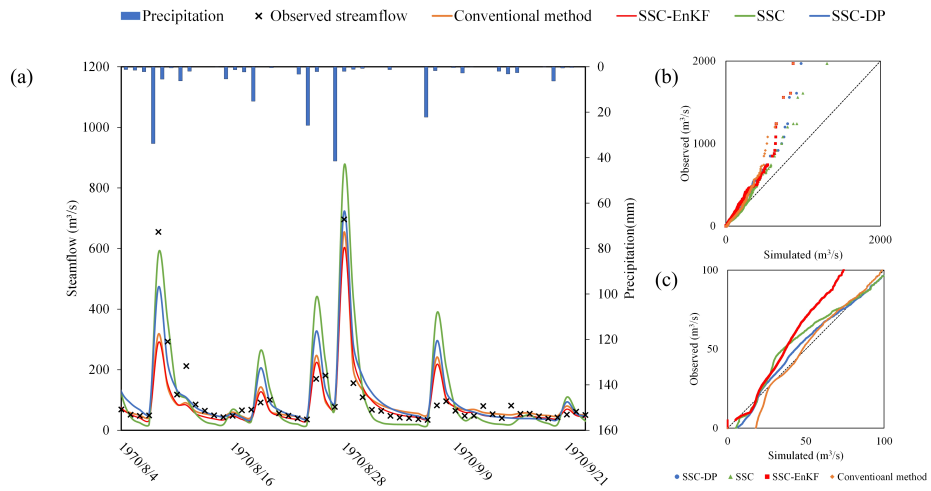 Precipitation Observed streamflow Conventional method SSC-EnKF SSC SSC-DP
(a)
1200
1000
800
600
400
200
0
Steamflow (m³/s)
0
20
40
60
80
100
120
140
160
Precipitation(mm)
1970/8/4
1970/8/16
1970/8/28
1970/9/9
1970/9/21
(b)
2000
1000
0
Observed (m³/s)
0 2000
Simulated (m³/s)
(c)
100
50
0
Observed (m³/s)
0 50 100
Simulated (m³/s)
SSC-DP SSC SSC-EnKF Conventioanl method